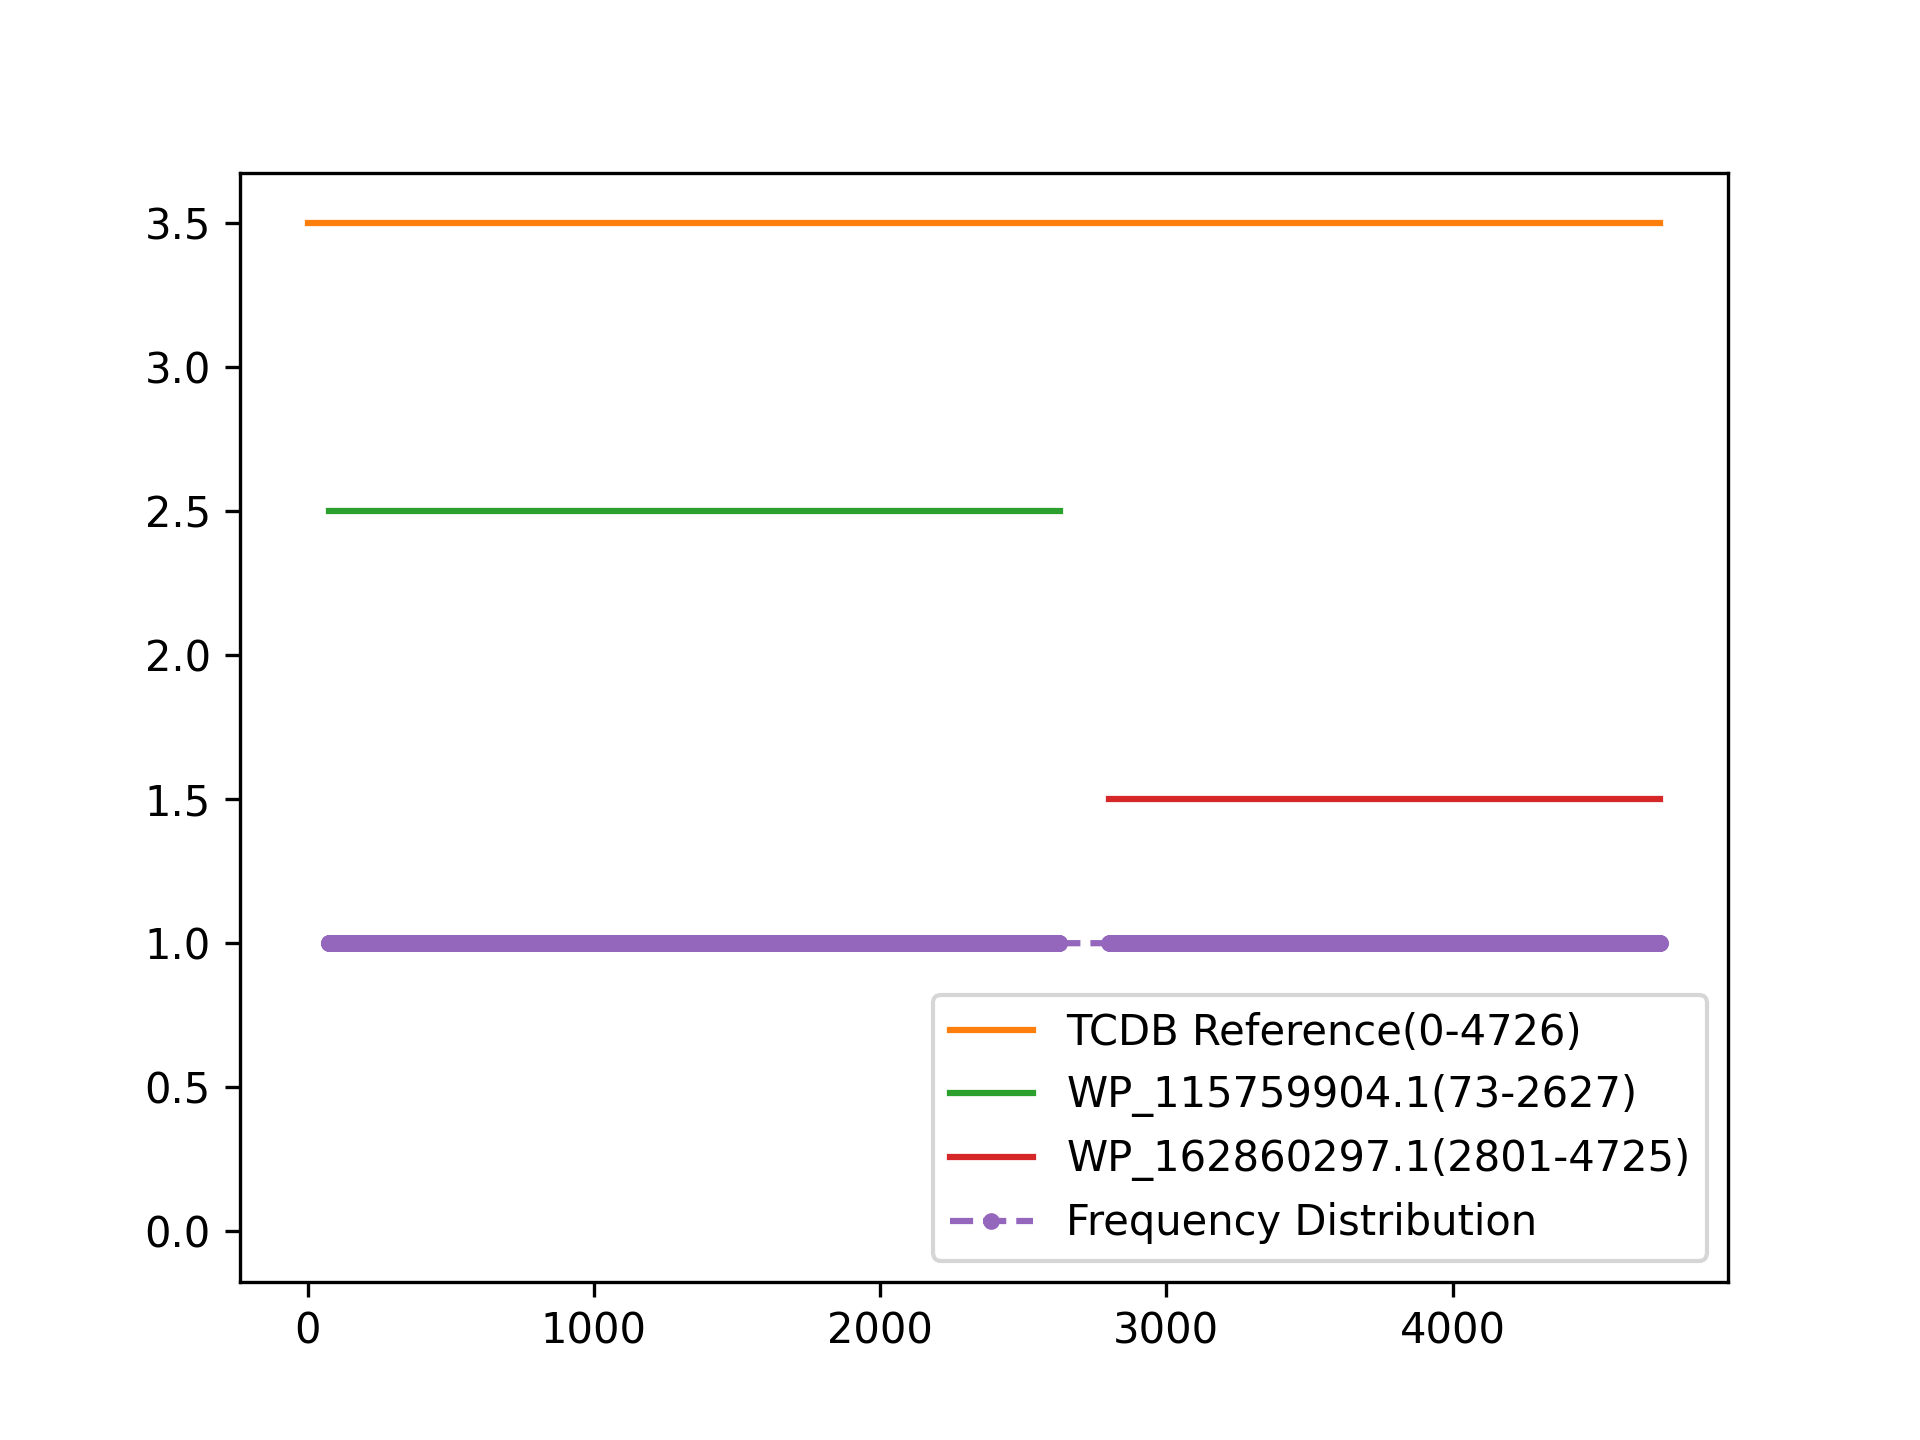 3.5
3.0
2.5
2.0
1.5
1.0
0.5
0.0
TCDB Reference(0-4726)
WP_115759904.1(73-2627)
WP_162860297.1(2801-4725)
Frequency Distribution
0 1000 2000 3000 4000